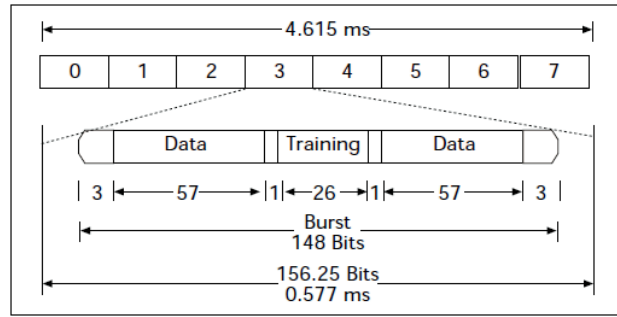 4.615 ms
0 1 2 3 4 5 6 7
Data Training Data
3 57 1 26 1 57 3
Burst
148 Bits
156.25 Bits
0.577 ms